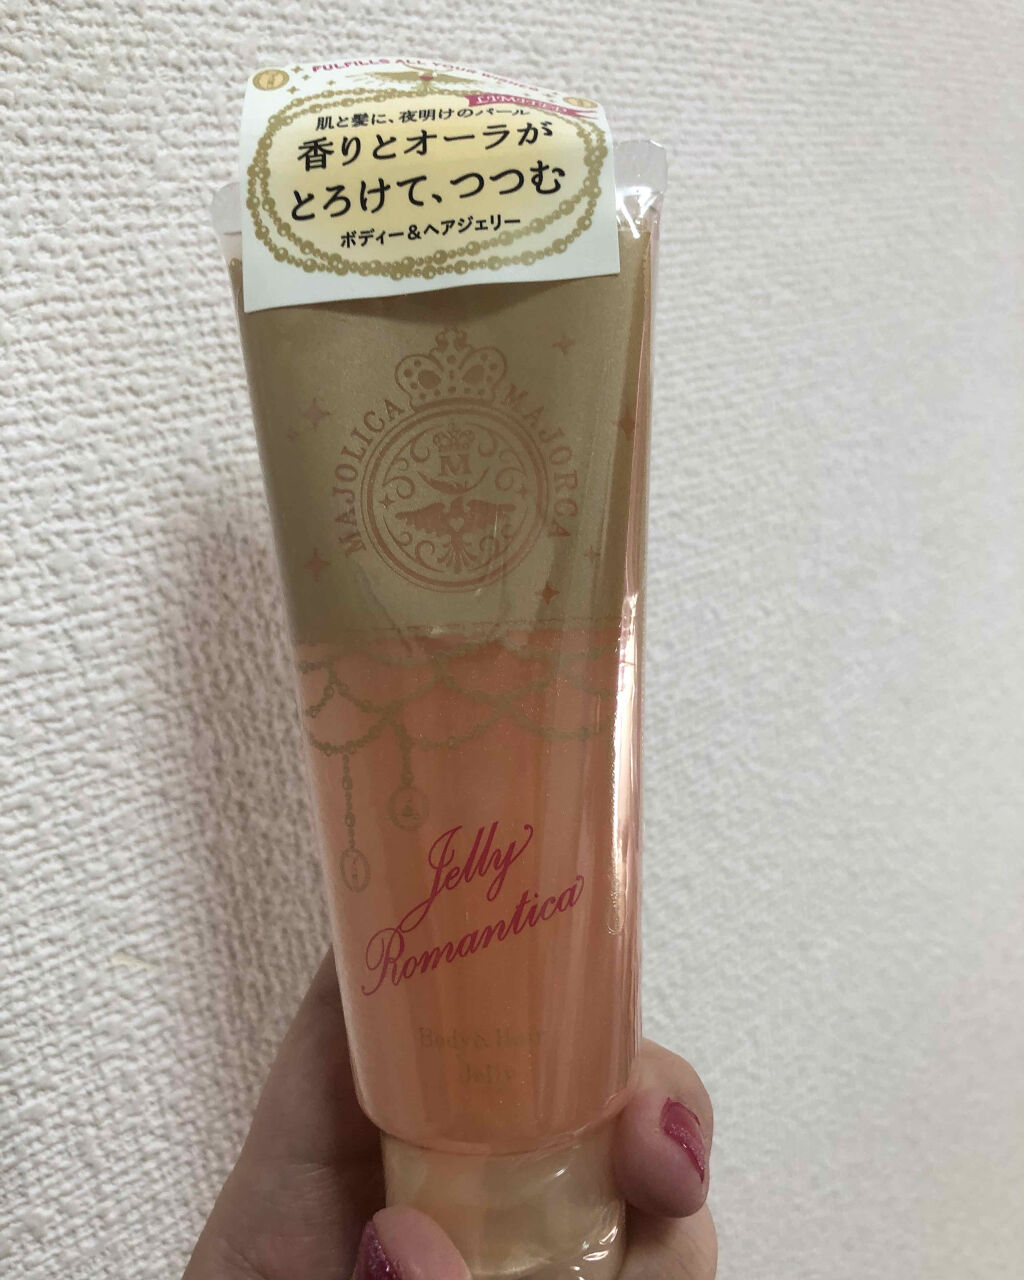 FULFILLS ALL YOUR WISHES
LIMITED
肌と髪に、夜明けのパール
香りとオーラが
とろけて、つつむ
ボディー&ヘアジェリー
MAJOLICA MAJORCA
M
Jelly
Romantica
Body & Hair
Jelly